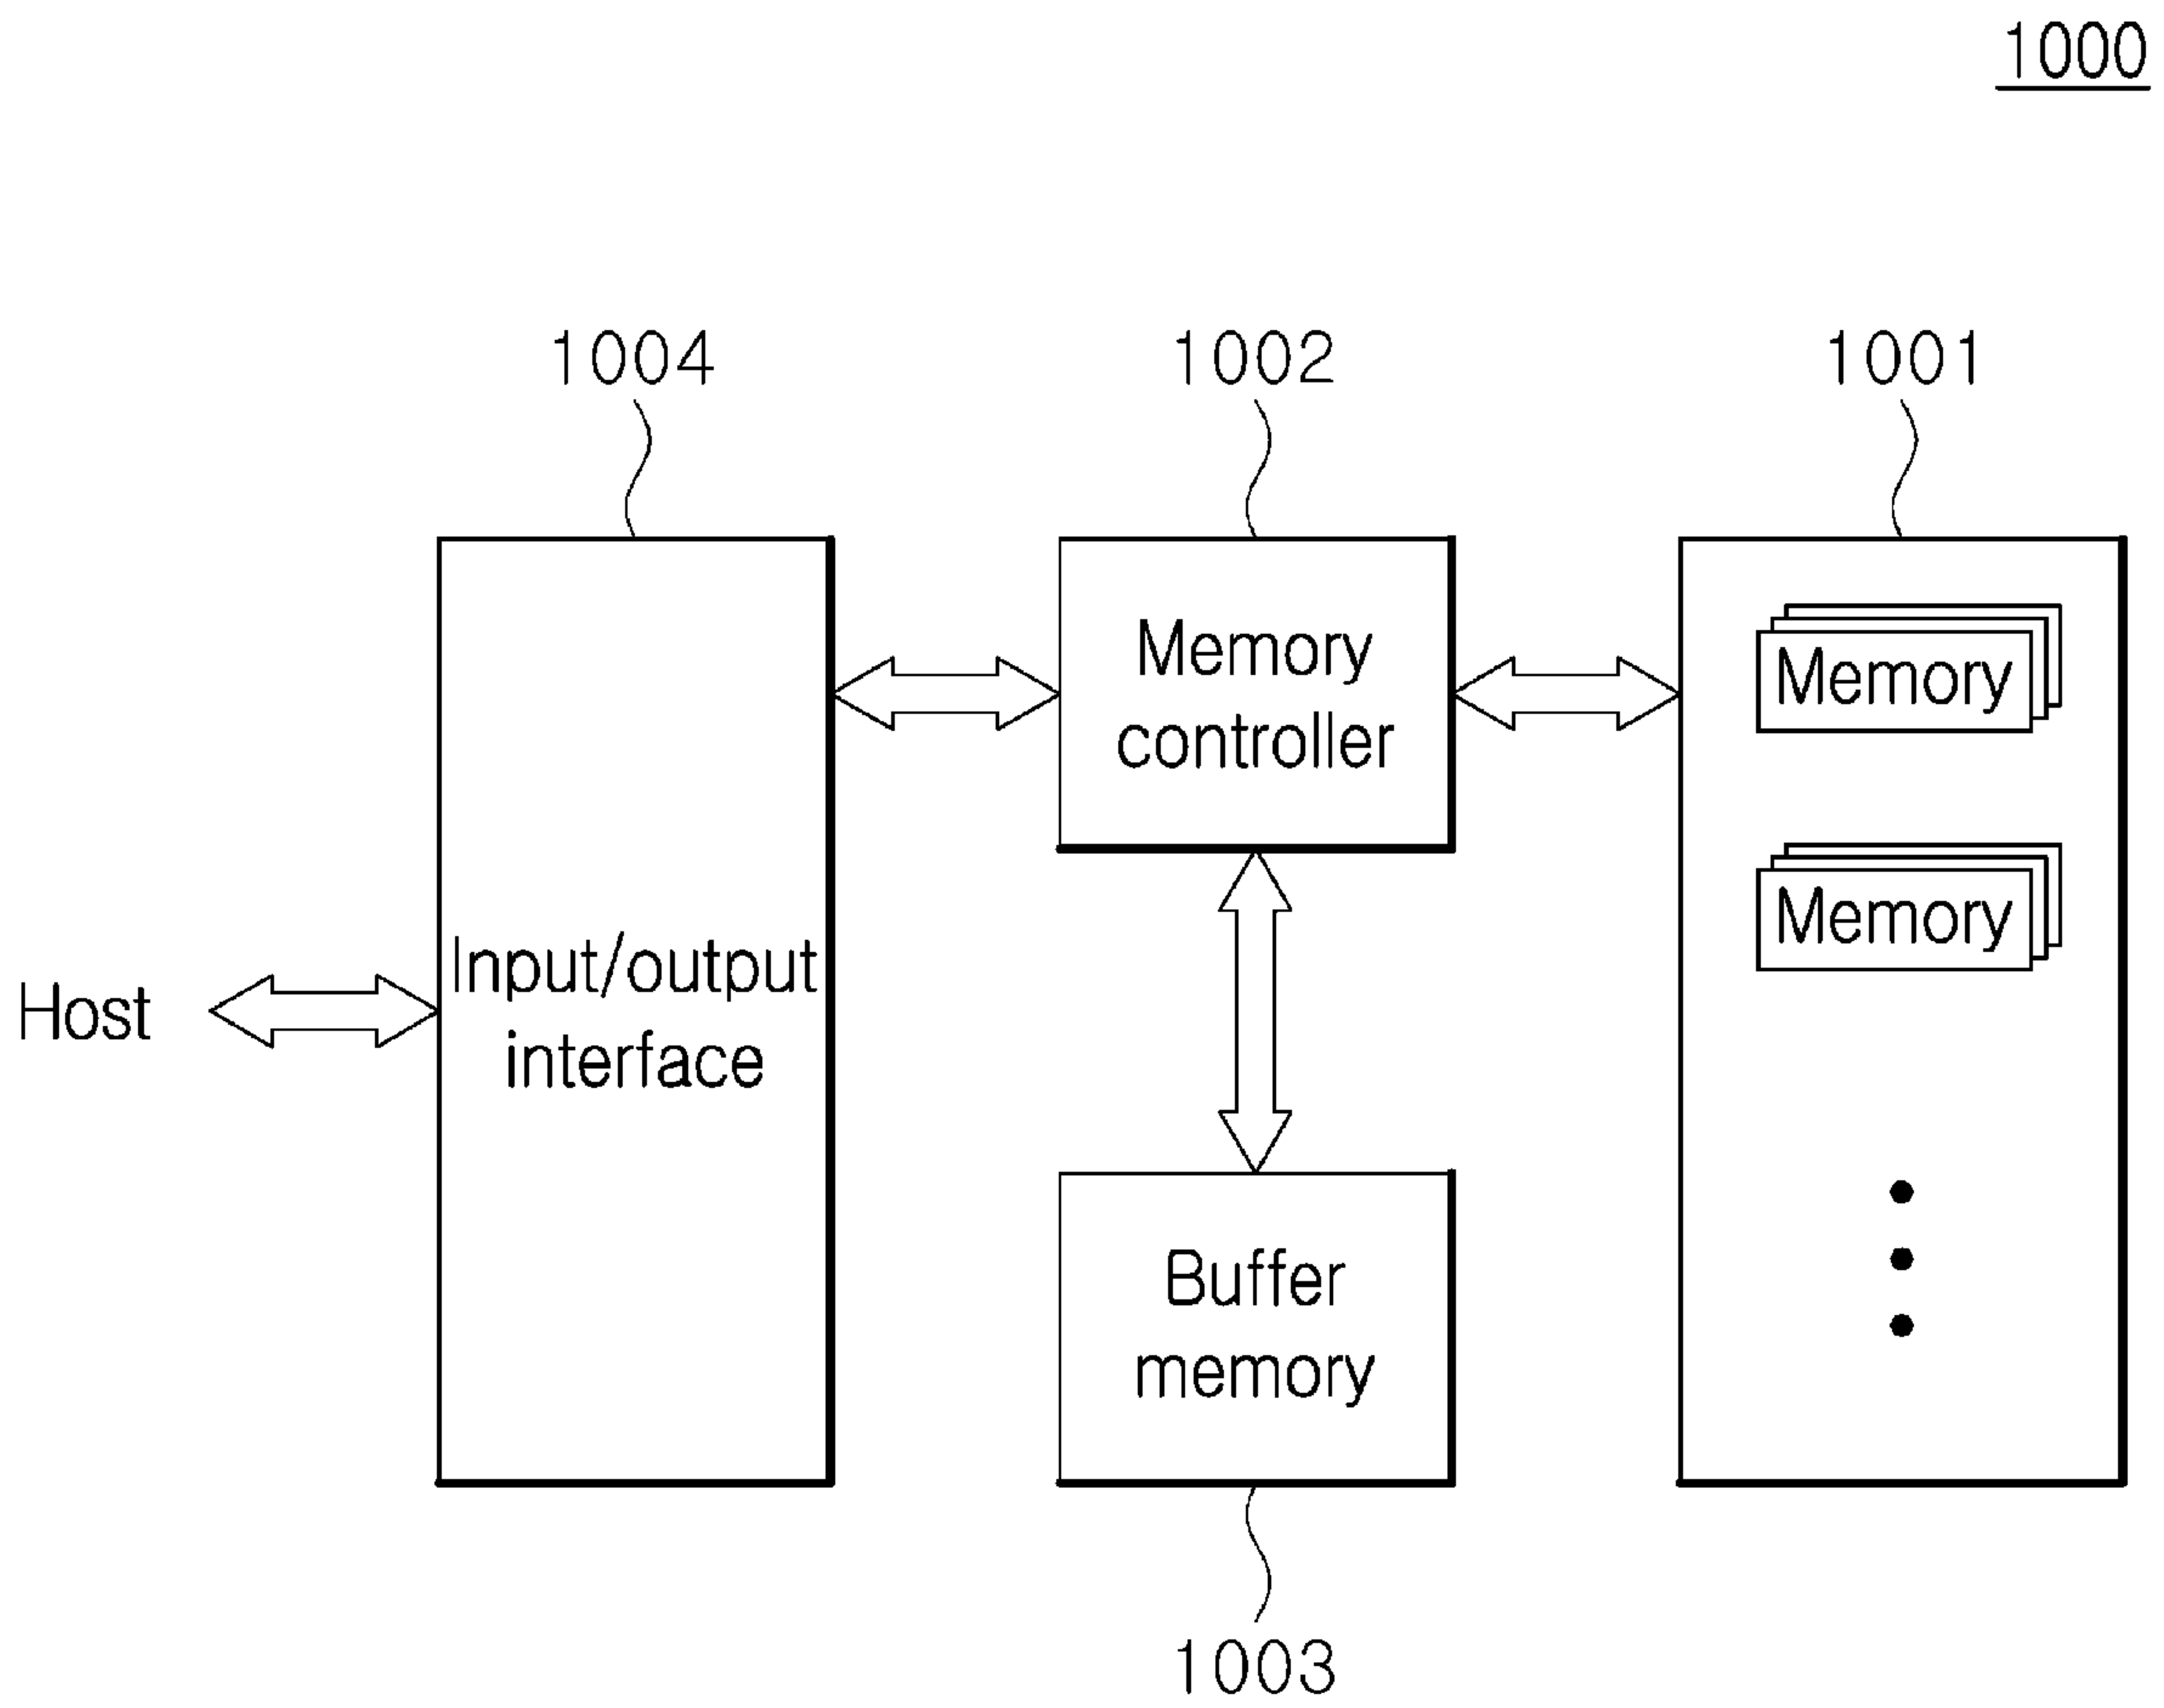 1000
1004
1002
1001
Memory
controller
Memory
Memory
Host
Input/output
interface
Buffer
memory
1003